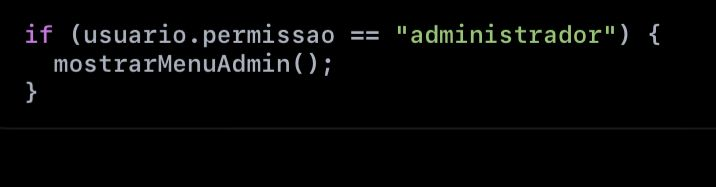 if (usuario.permissao == "administrador") {
  mostrarMenuAdmin();
}